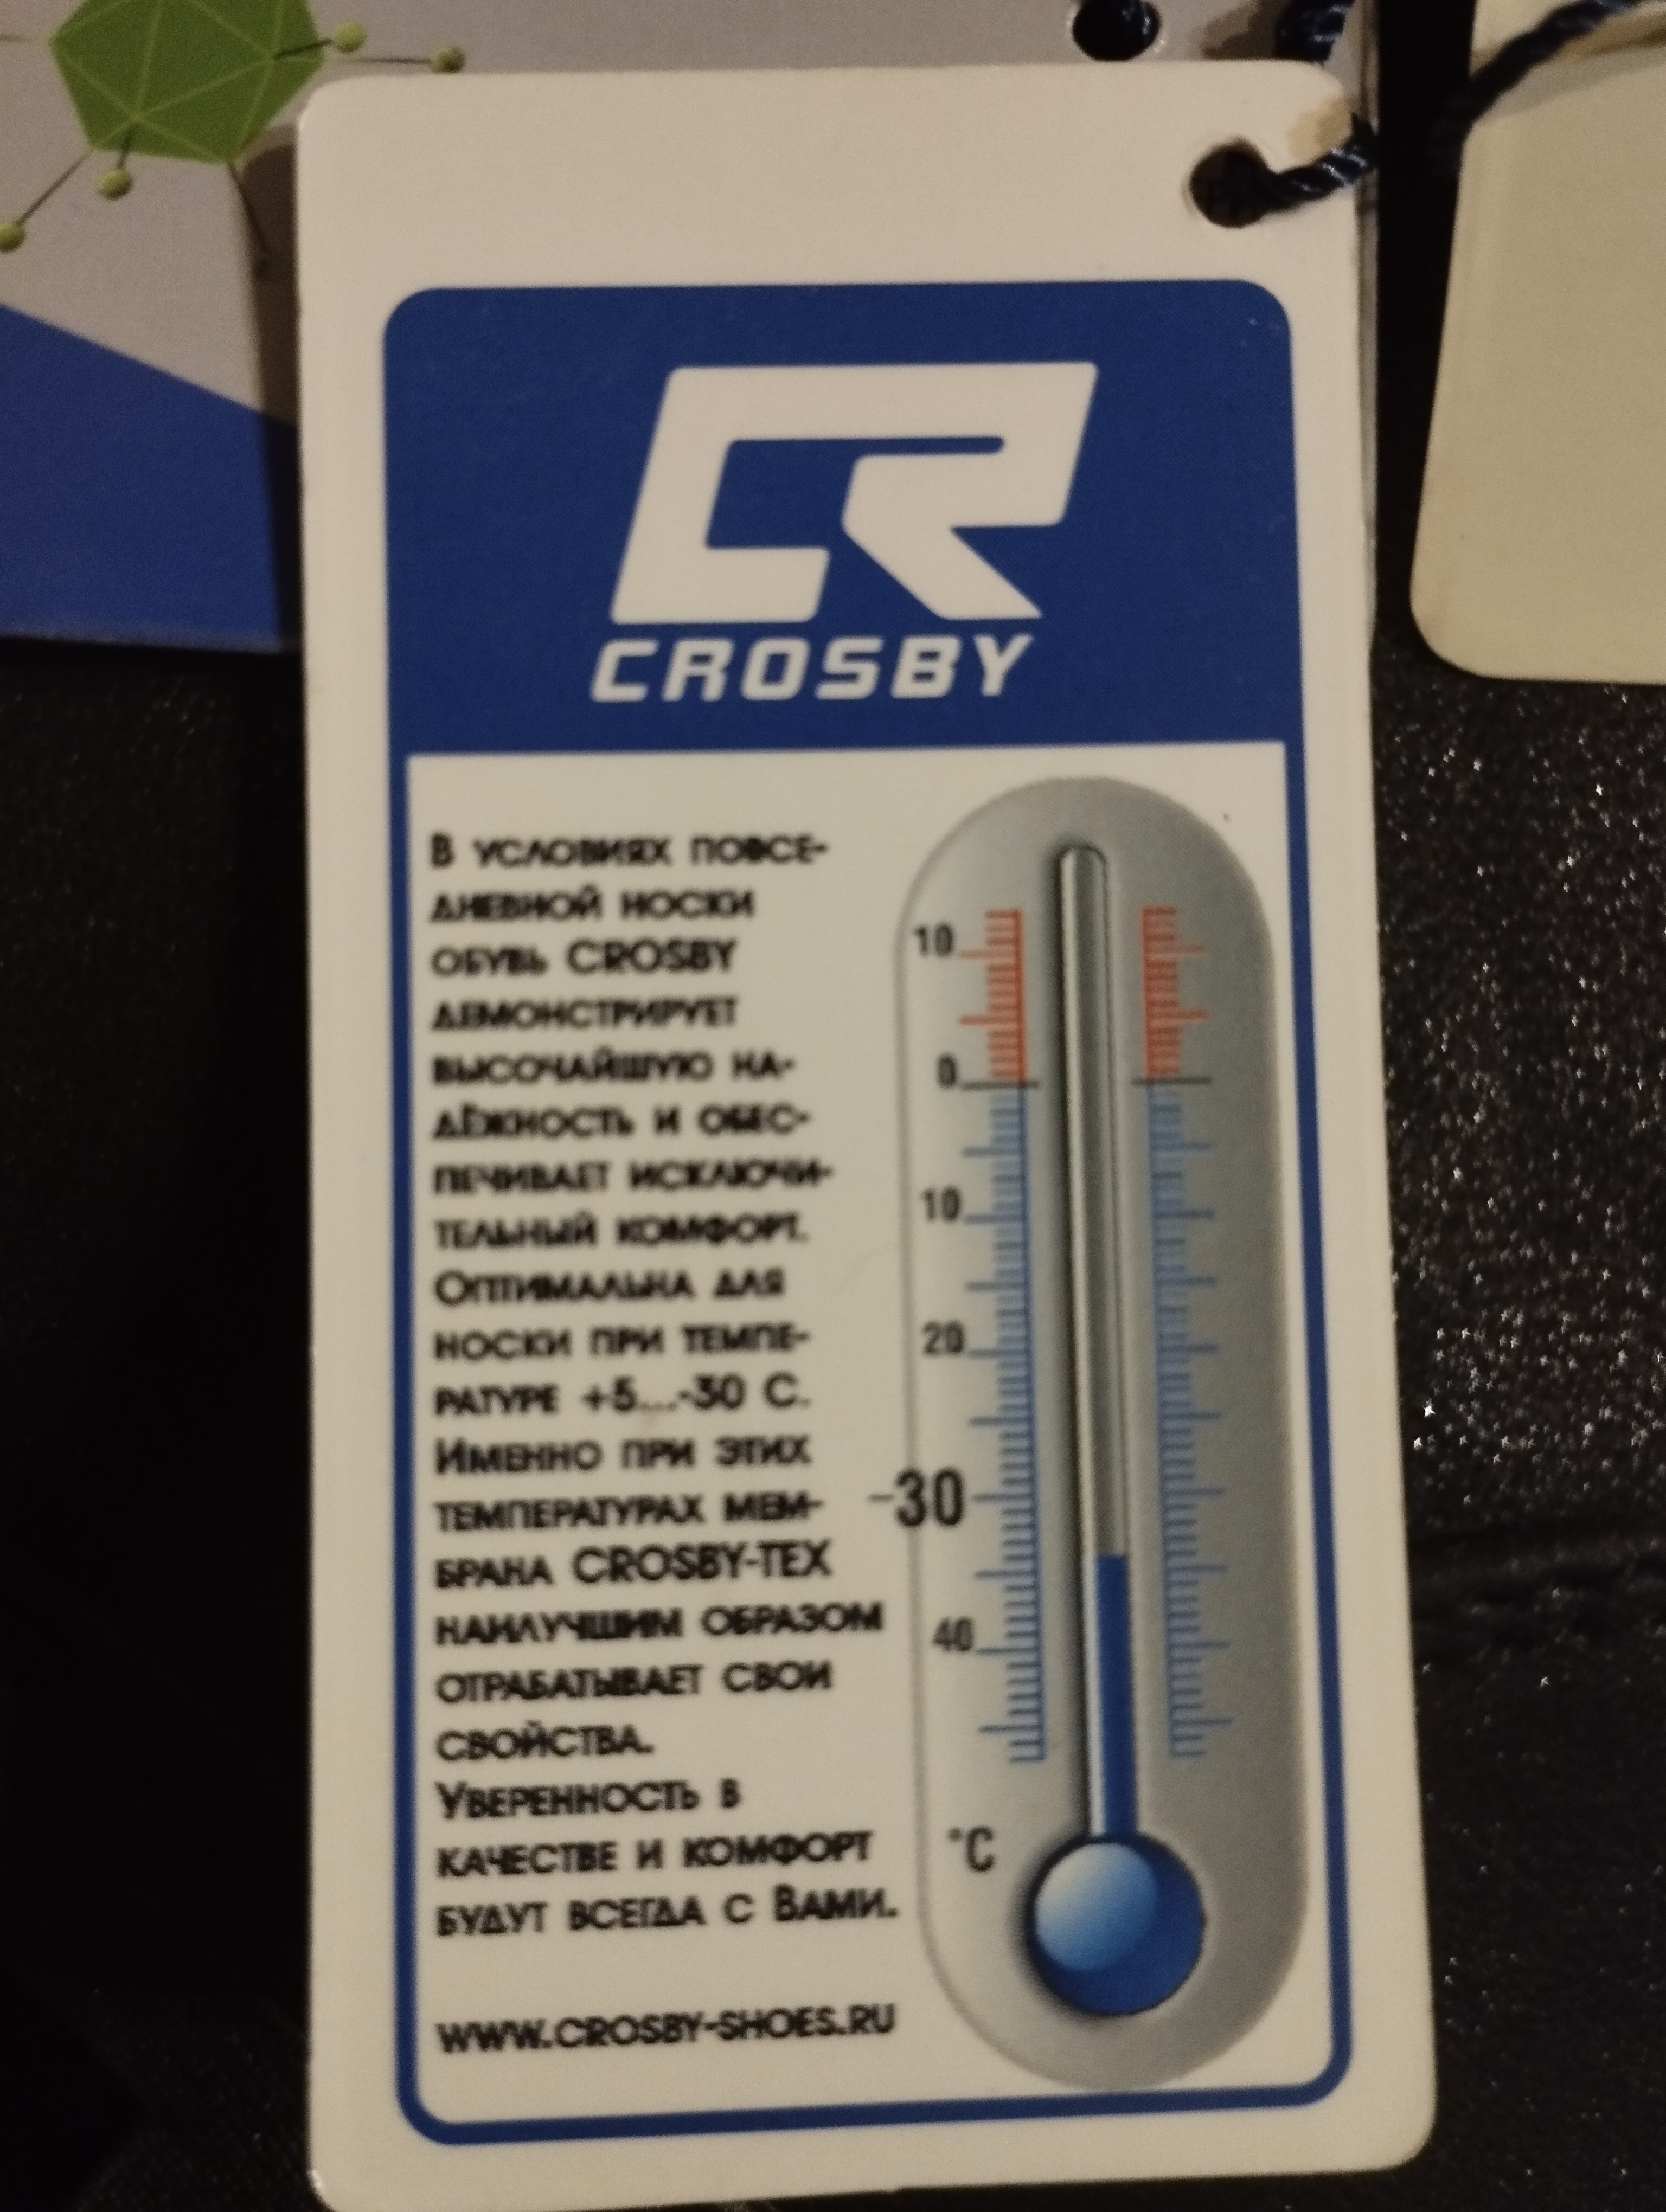 CR
CROSBY
В УСЛОВИЯХ ПОВСЕ-
ДНЕВНОЙ НОСКИ
ОБУВЬ CROSBY
ДЕМОНСТРИРУЕТ
ВЫСОЧАЙШУЮ НА-
ДЁЖНОСТЬ И ОБЕС-
ПЕЧИВАЕТ ИСКЛЮЧИ-
ТЕЛЬНЫЙ КОМФОРТ.
ОПТИМАЛЬНА ДЛЯ
НОСКИ ПРИ ТЕМПЕ-
РАТУРЕ +5...-30 С.
ИМЕННО ПРИ ЭТИХ
ТЕМПЕРАТУРАХ МЕМ-
БРАНА CROSBY-TEX
НАИЛУЧШИМ ОБРАЗОМ
ОТРАБАТЫВАЕТ СВОИ
СВОЙСТВА.
УВЕРЕННОСТЬ В
КАЧЕСТВЕ И КОМФОРТ
БУДУТ ВСЕГДА С ВАМИ.
WWW.CROSBY-SHOES.RU
10
0
10
20
-30
40
°C